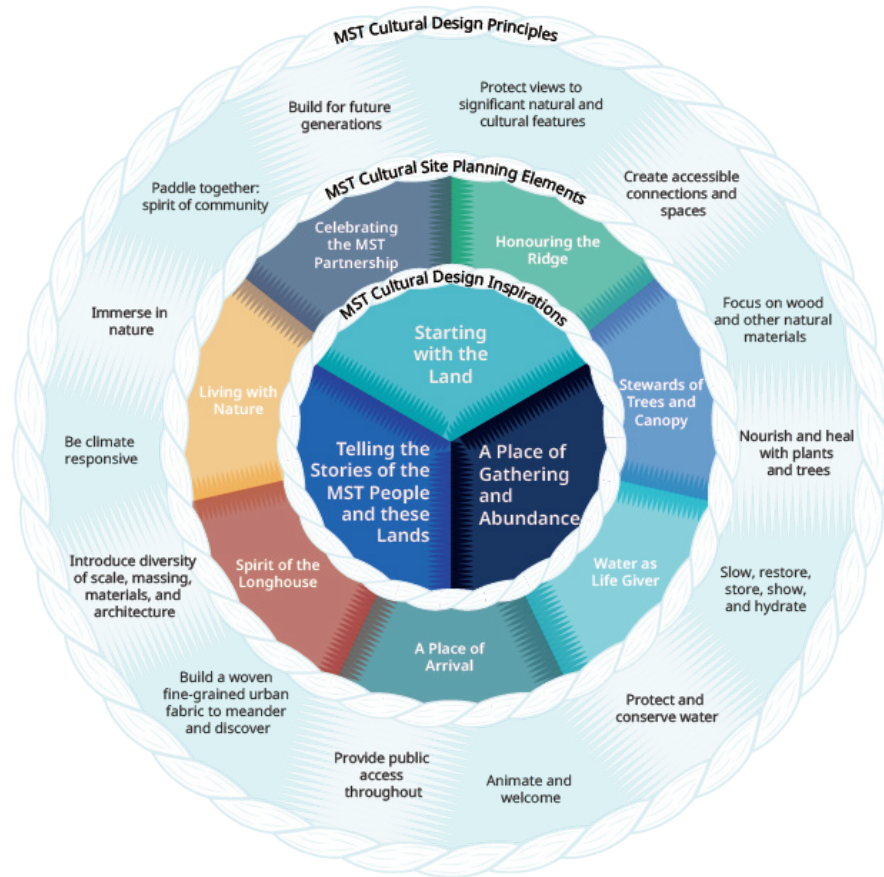 MST Cultural Design Principles
Protect views to
significant natural and
cultural features
Create accessible
connections and
spaces
Focus on wood
and other natural
materials
Nourish and heal
with plants
and trees
Slow, restore,
store, show,
and hydrate
Protect and
conserve water
Animate and
welcome
Provide public
access
throughout
Build a woven
fine-grained urban
fabric to meander
and discover
Introduce diversity
of scale, massing,
materials, and
architecture
Be climate
responsive
Immerse in
nature
Paddle together:
spirit of community
Build for future
generations
MST Cultural Site Planning Elements
Honouring the
Ridge
Stewards of
Trees and
Canopy
Water as
Life Giver
A Place of
Arrival
Spirit of the
Longhouse
Living with
Nature
Celebrating
the MST
Partnership
MST Cultural Design Inspirations
Starting
with the
Land
A Place of
Gathering
and
Abundance
Telling the
Stories of the
MST People
and these
Lands